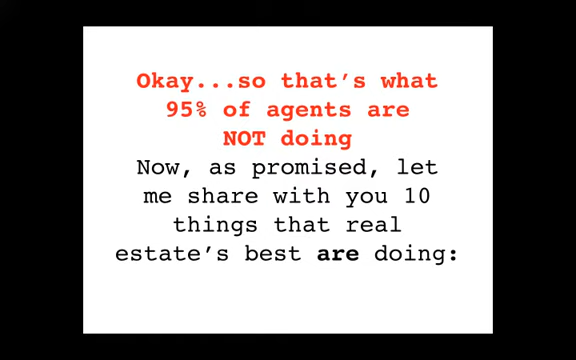 Okay...so that's what
95% of agents are
NOT doing
Now, as promised, let
me share with you 10
things that real
estate's best are doing: